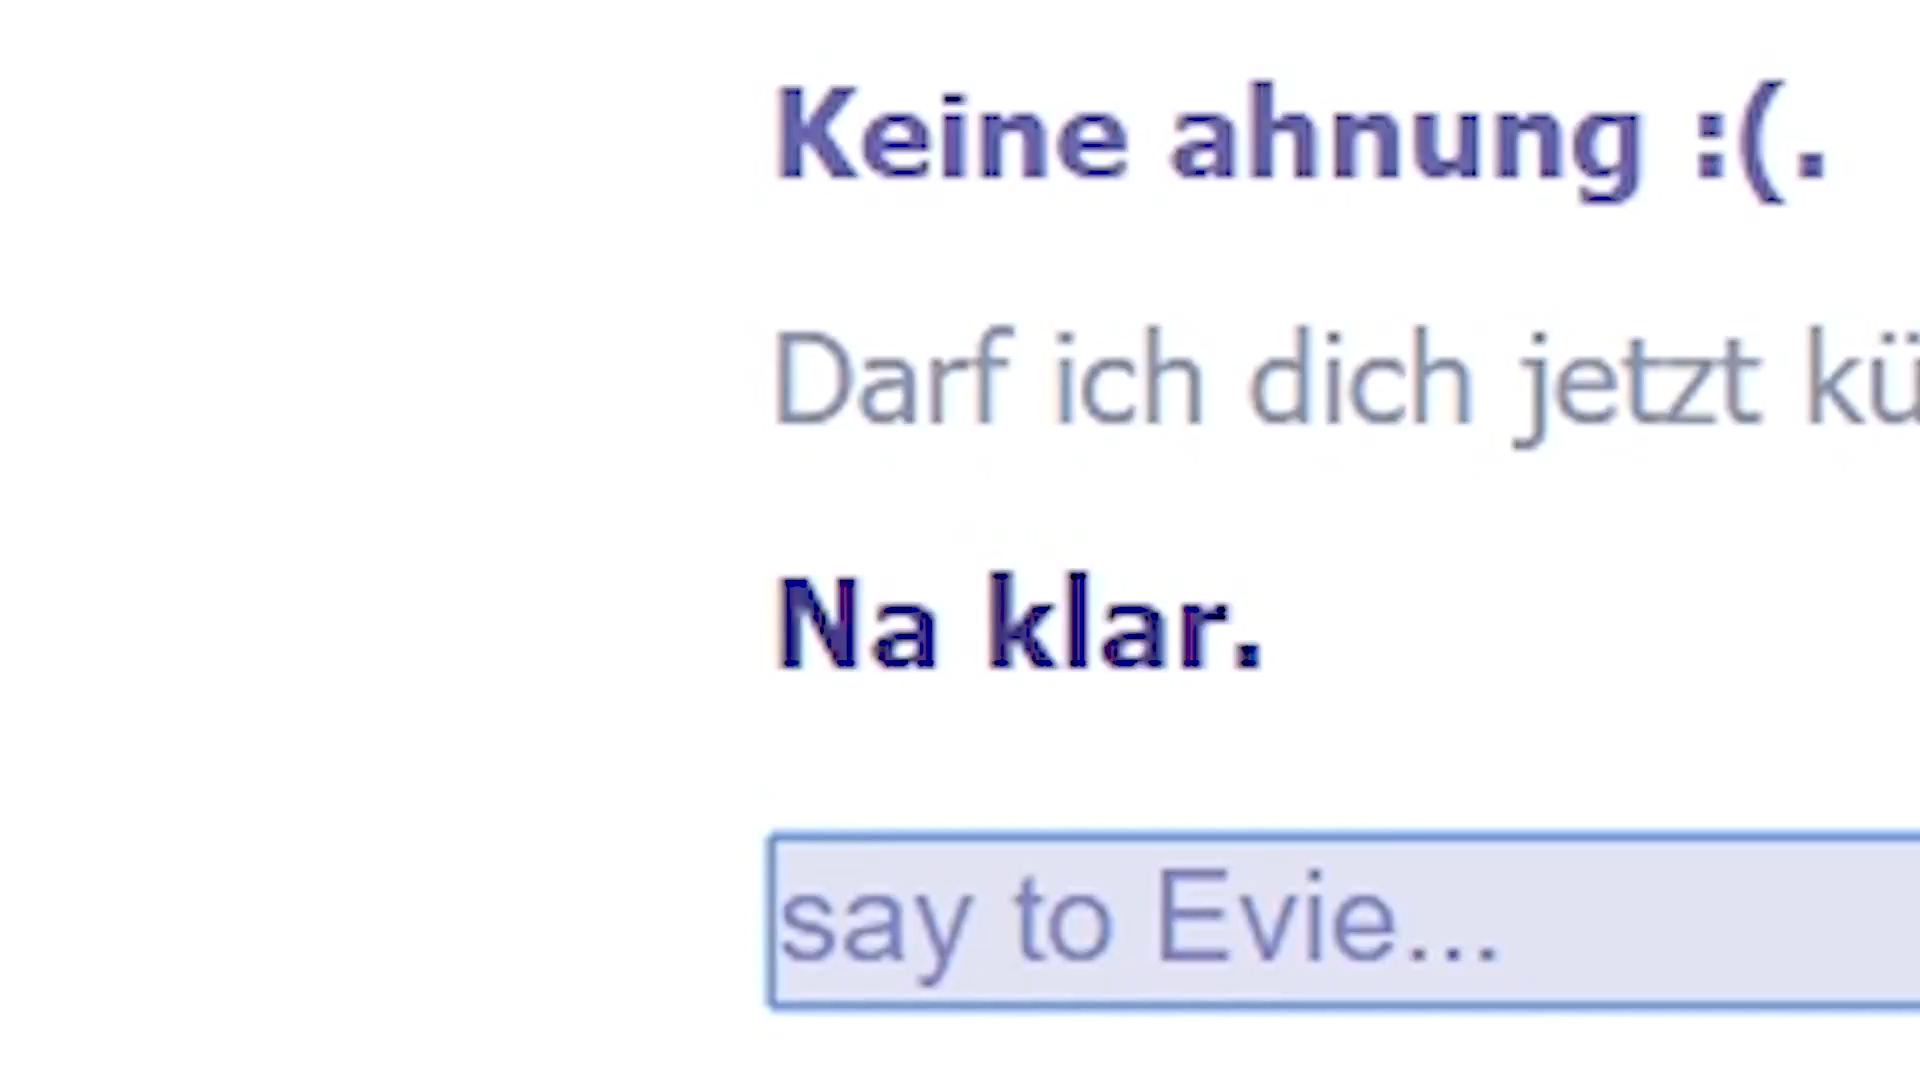 Keine ahnung :(.
Darf ich dich jetzt kü
Na klar.
say to Evie...